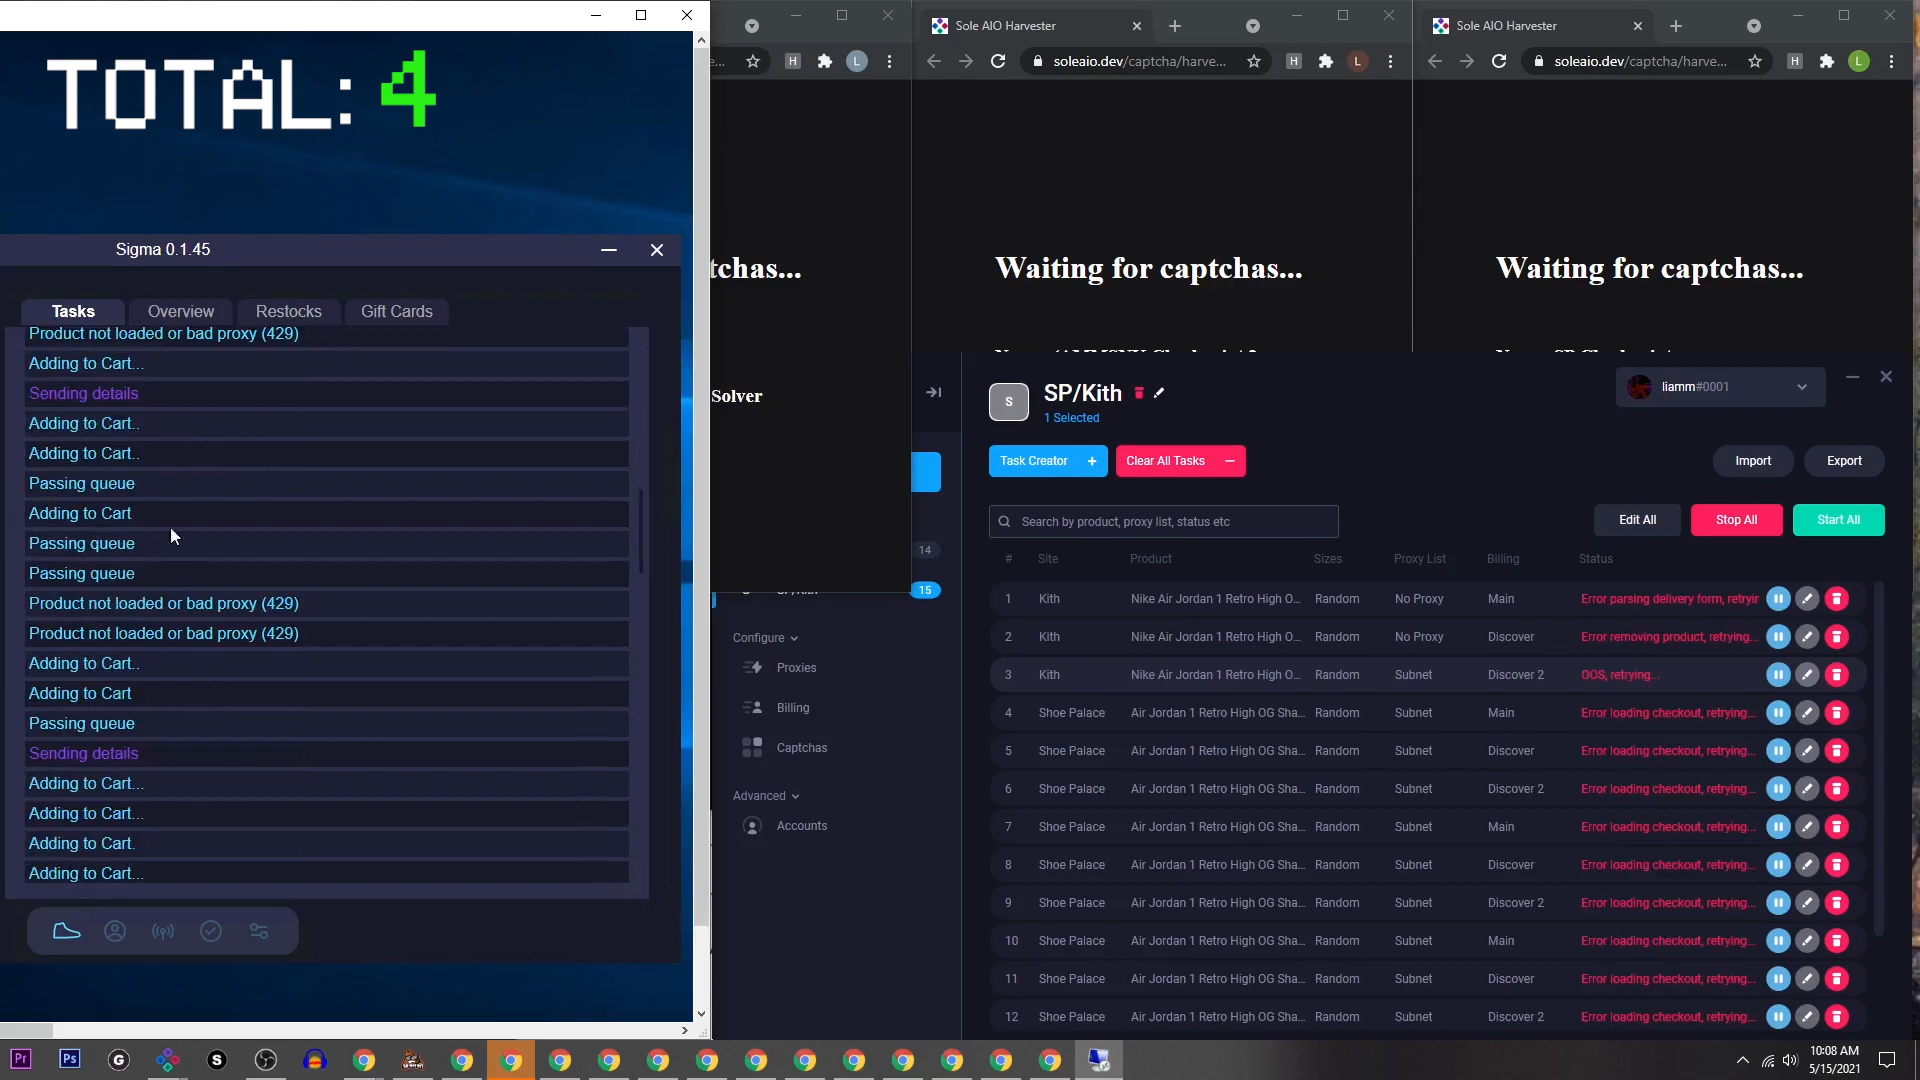 TOTAL: 4
Sigma 0.1.45
Tasks
Overview
Restocks
Gift Cards
Product not loaded or bad proxy (429)
Adding to Cart...
Sending details
Adding to Cart..
Adding to Cart..
Passing queue
Adding to Cart
Passing queue
Passing queue
Product not loaded or bad proxy (429)
Product not loaded or bad proxy (429)
Adding to Cart..
Adding to Cart
Passing queue
Sending details
Adding to Cart...
Adding to Cart...
Adding to Cart.
Adding to Cart...
e...
H
L
tchas...
Solver
Sole AIO Harvester
soleaio.dev/captcha/harve...
H
L
Waiting for captchas...
Sole AIO Harvester
soleaio.dev/captcha/harve...
H
L
Waiting for captchas...
14
15
Configure
Proxies
Billing
Captchas
Advanced
Accounts
S
SP/Kith
1 Selected
liamm#0001
Task Creator +
Clear All Tasks
Import
Export
Search by product, proxy list, status etc
Edit All
Stop All
Start All
# Site Product Sizes Proxy List Billing Status
1 Kith Nike Air Jordan 1 Retro High O... Random No Proxy Main Error parsing delivery form, retryin
2 Kith Nike Air Jordan 1 Retro High O... Random No Proxy Discover Error removing product, retrying...
3 Kith Nike Air Jordan 1 Retro High O... Random Subnet Discover 2 OOS, retrying...
4 Shoe Palace Air Jordan 1 Retro High OG Sha... Random Subnet Main Error loading checkout, retrying...
5 Shoe Palace Air Jordan 1 Retro High OG Sha... Random Subnet Discover Error loading checkout, retrying...
6 Shoe Palace Air Jordan 1 Retro High OG Sha... Random Subnet Discover 2 Error loading checkout, retrying...
7 Shoe Palace Air Jordan 1 Retro High OG Sha... Random Subnet Main Error loading checkout, retrying...
8 Shoe Palace Air Jordan 1 Retro High OG Sha... Random Subnet Discover Error loading checkout, retrying...
9 Shoe Palace Air Jordan 1 Retro High OG Sha... Random Subnet Discover 2 Error loading checkout, retrying...
10 Shoe Palace Air Jordan 1 Retro High OG Sha... Random Subnet Main Error loading checkout, retrying...
11 Shoe Palace Air Jordan 1 Retro High OG Sha... Random Subnet Discover Error loading checkout, retrying...
12 Shoe Palace Air Jordan 1 Retro High OG Sha... Random Subnet Discover 2 Error loading checkout, retrying...
Pr
Ps
G
S
10:08 AM
5/15/2021